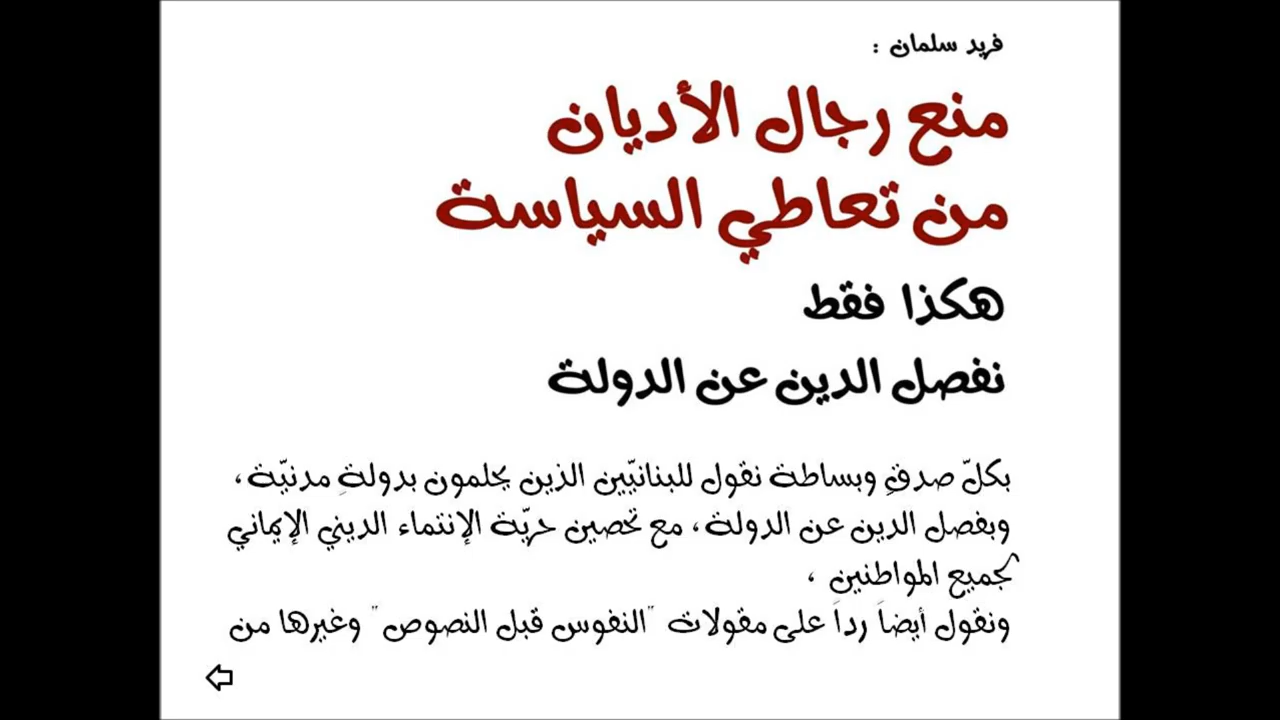 فريد سلمان :
منع رجال الأديان
من تعاطي السياسة
هكذا فقط
نفصل الدين عن الدولة
بكلّ صدقٍ وبساطة نقول للبنانيّين الذين يحلمون بدولةِ مدنيّة ،
وبفصل الدين عن الدولة ، مع تحصين حريّة الإنتماء الديني الإيماني
لجميع المواطنين ،
ونقول أيضاَ رداَ على مقولات "النفوس قبل النصوص" وغيرها من